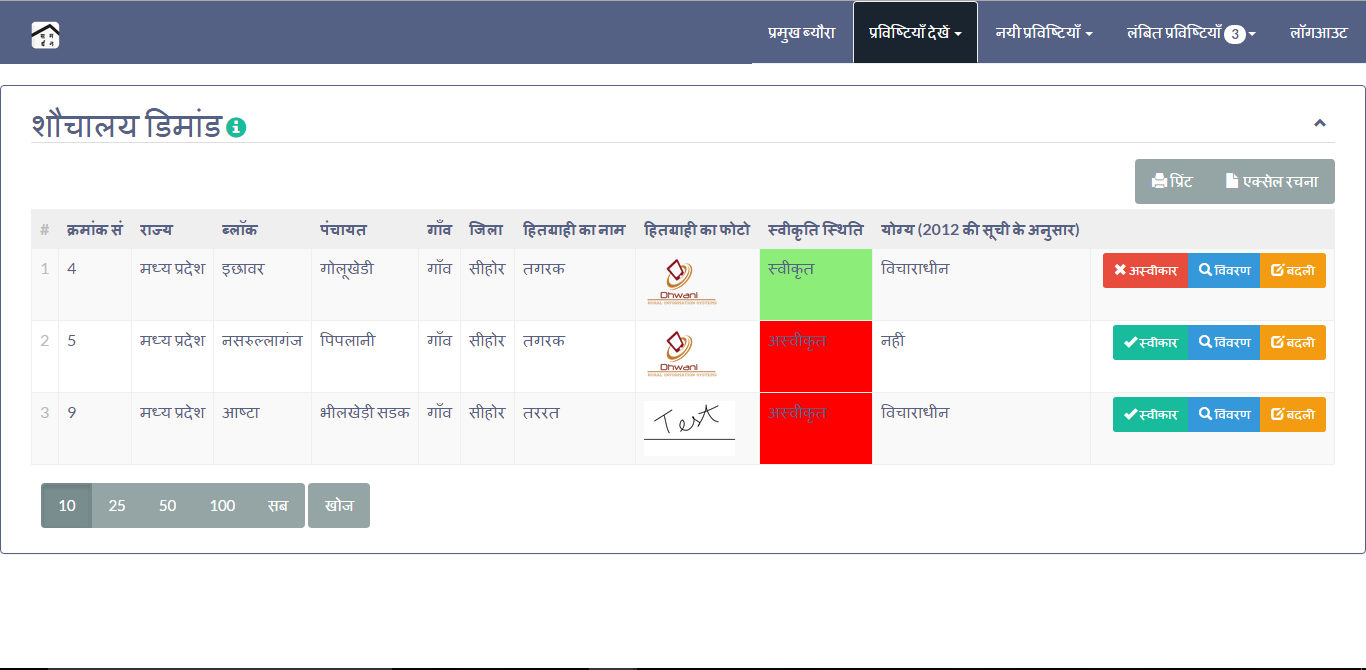 प्रमुख ब्यौरा प्रविष्टियाँ देखें नयी प्रविष्टियाँ लंबित प्रविष्टियाँ 3 लॉगआउट
शौचालय डिमांड
प्रिंट एक्सेल रचना
# क्रमांक सं राज्य ब्लॉक पंचायत गाँव जिला हितग्राही का नाम हितग्राही का फोटो स्वीकृति स्थिति योग्य (2012 की सूची के अनुसार)
1 4 मध्य प्रदेश इछावर गोलूखेडी गाँव सीहोर तगरक Dhwani RURAL INFORMATION SYSTEMS स्वीकृत विचाराधीन अस्वीकार विवरण बदली
2 5 मध्य प्रदेश नसरुल्लागंज पिपलानी गाँव सीहोर तगरक Dhwani RURAL INFORMATION SYSTEMS अस्वीकृत नहीं स्वीकार विवरण बदली
3 9 मध्य प्रदेश आष्टा भीलखेड़ी सडक गाँव सीहोर तररत Test अस्वीकृत विचाराधीन स्वीकार विवरण बदली
10 25 50 100 सब खोज